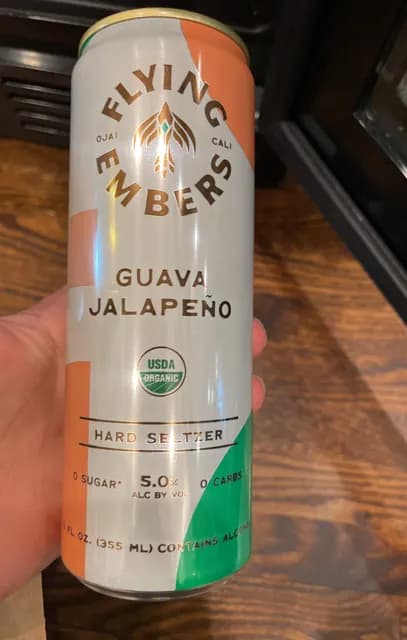 FLYING
OJAI CALI
EMBERS
GUAVA
JALAPEÑO
USDA
ORGANIC
HARD SELTZER
0 SUGAR* 5.0% 0 CARBS
ALC BY VOL
FL OZ. (355 ML) CONTAINS